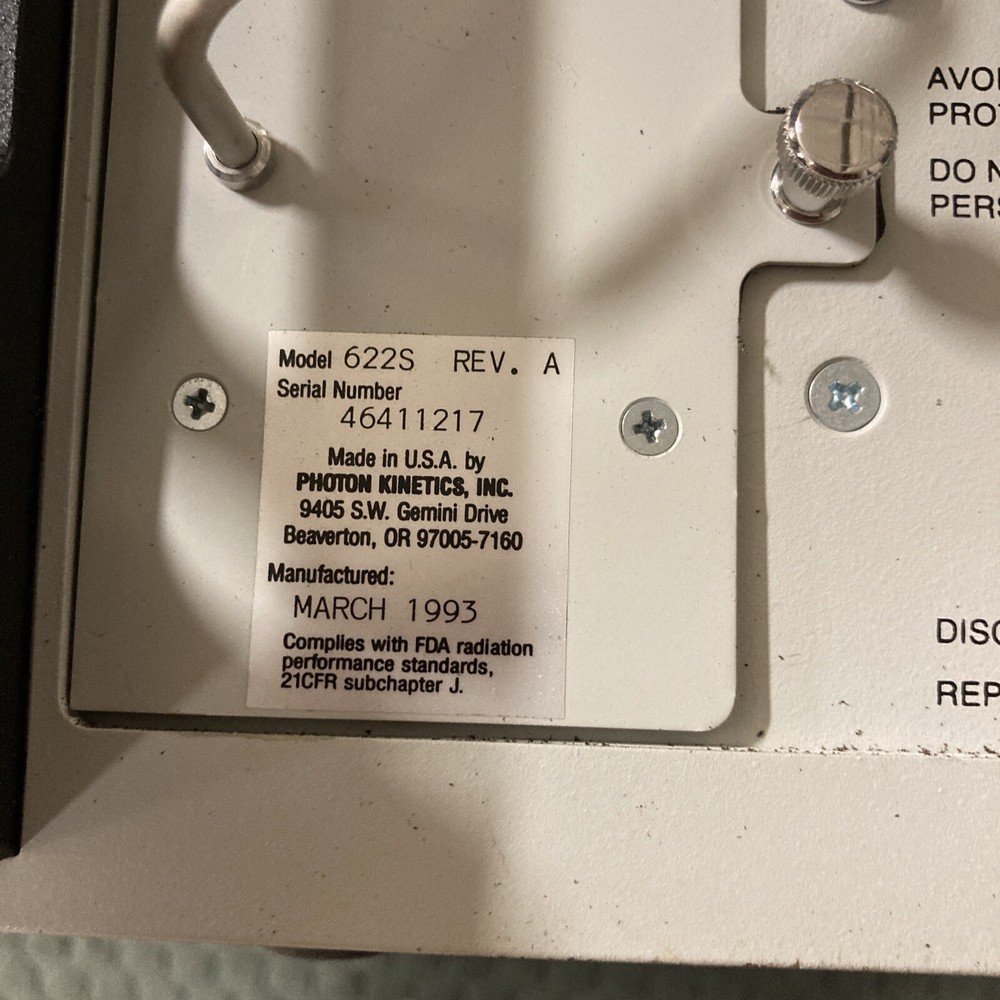 Model 622S REV. A
Serial Number
46411217
Made in U.S.A. by
PHOTON KINETICS, INC.
9405 S.W. Gemini Drive
Beaverton, OR 97005-7160
Manufactured:
MARCH 1993
Complies with FDA radiation
performance standards,
21CFR subchapter J.
DO